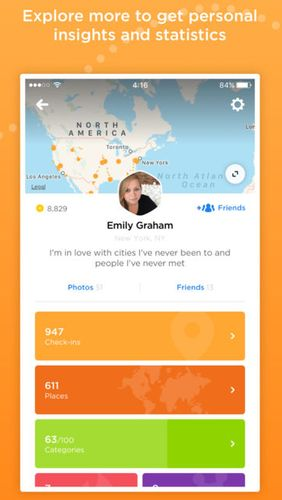 Explore more to get personal
insights and statistics
4:16
84%
NORTH
AMERICA
Toronto
New York
Los Angeles
North Atlantic
Ocean
Legal
8,829
Friends
Emily Graham
New York, NY
I'm in love with cities I've never been to and
people I've never met
Photos 51
Friends 13
947
Check-ins
611
Places
63/100
Categories